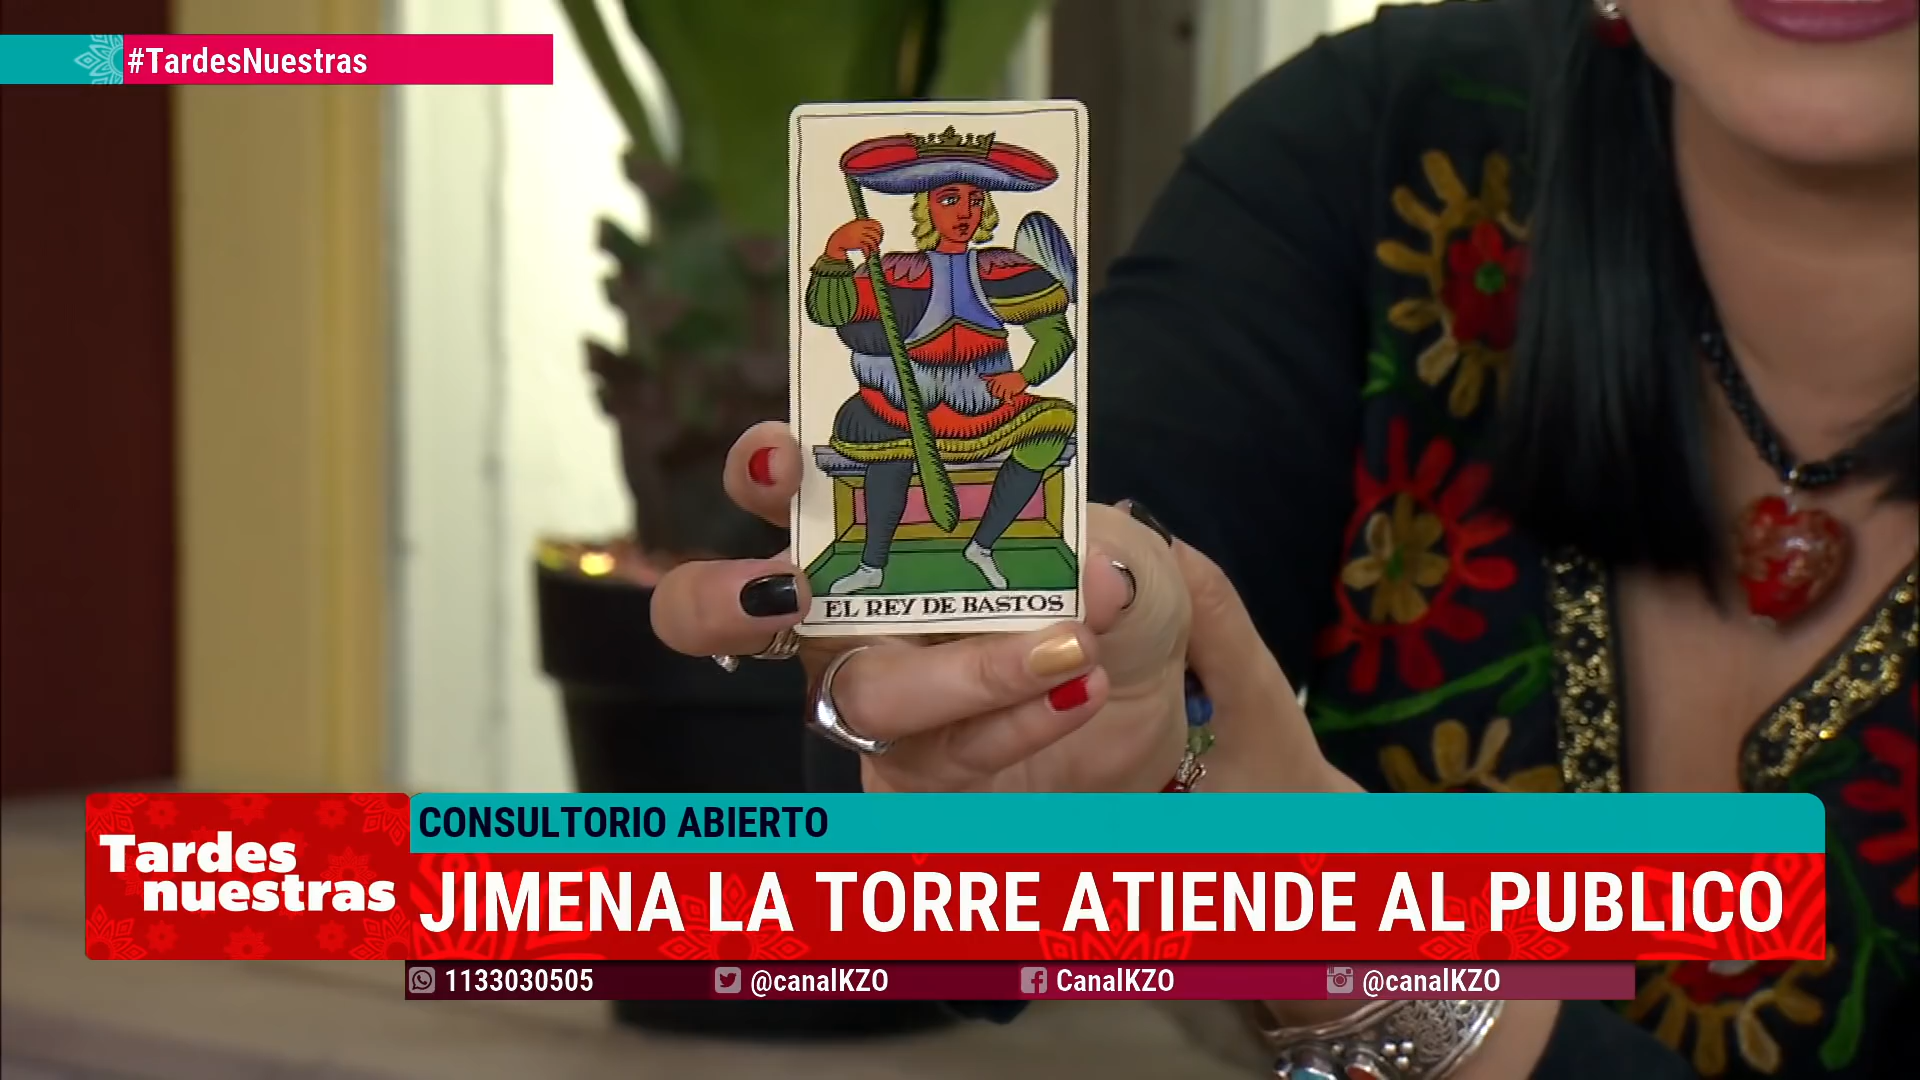 #TardesNuestras
EL REY DE BASTOS
CONSULTORIO ABIERTO
Tardes
nuestras
JIMENA LA TORRE ATIENDE AL PUBLICO
1133030505 @canalKZO CanalKZO @canalKZO